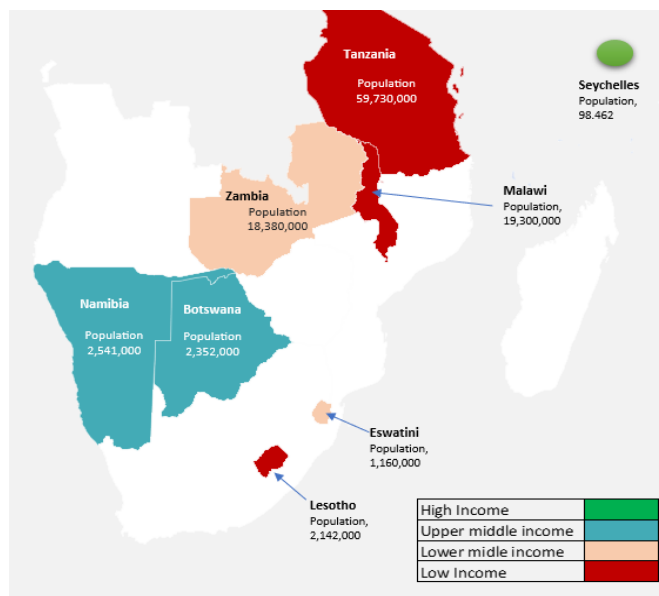 Tanzania
Population
59,730,000
Seychelles
Population,
98.462
Zambia
Population
18,380,000
Malawi
Population,
19,300,000
Namibia
Population
2,541,000
Botswana
Population
2,352,000
Eswatini
Population,
1,160,000
Lesotho
Population,
2,142,000
High Income
Upper middle income
Lower midle income
Low Income